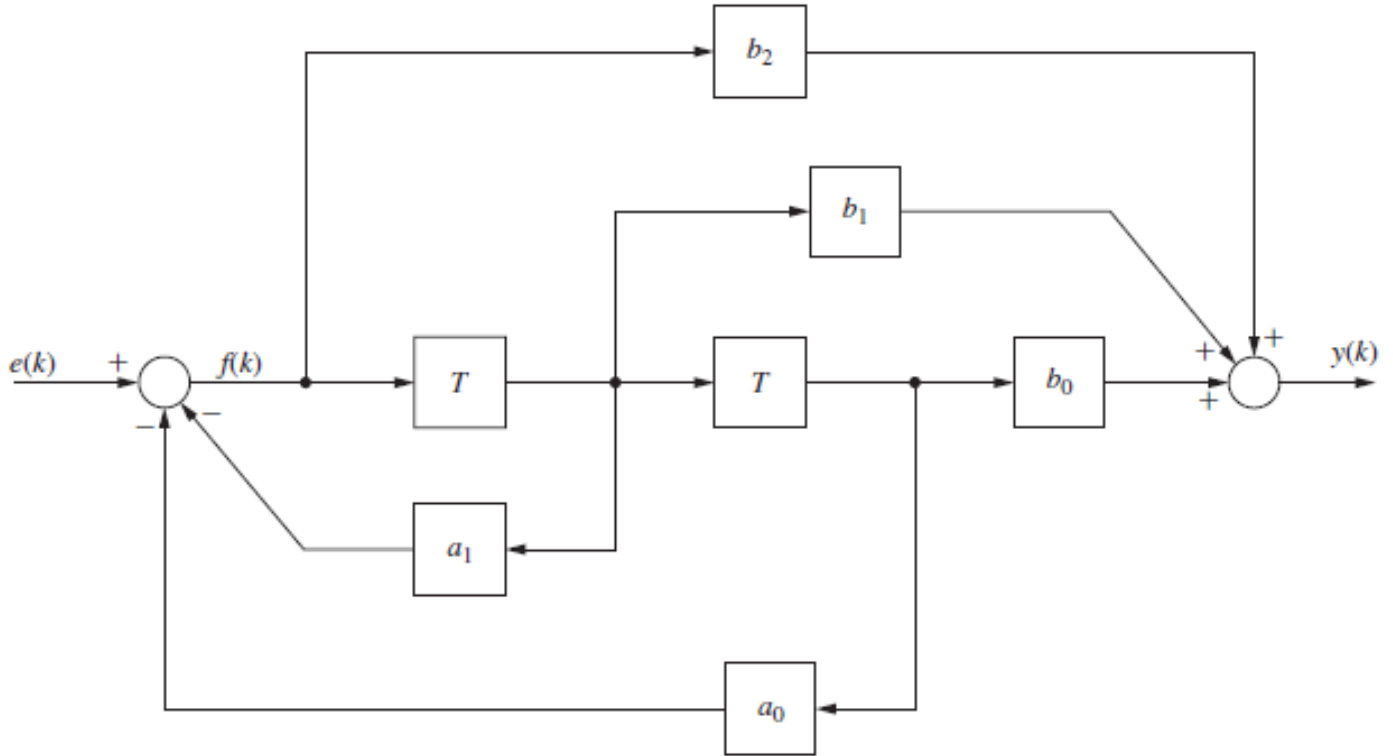 b₂
b₁
+ +
e(k) + f(k) T T b₀ + y(k)
− −
a₁
a₀